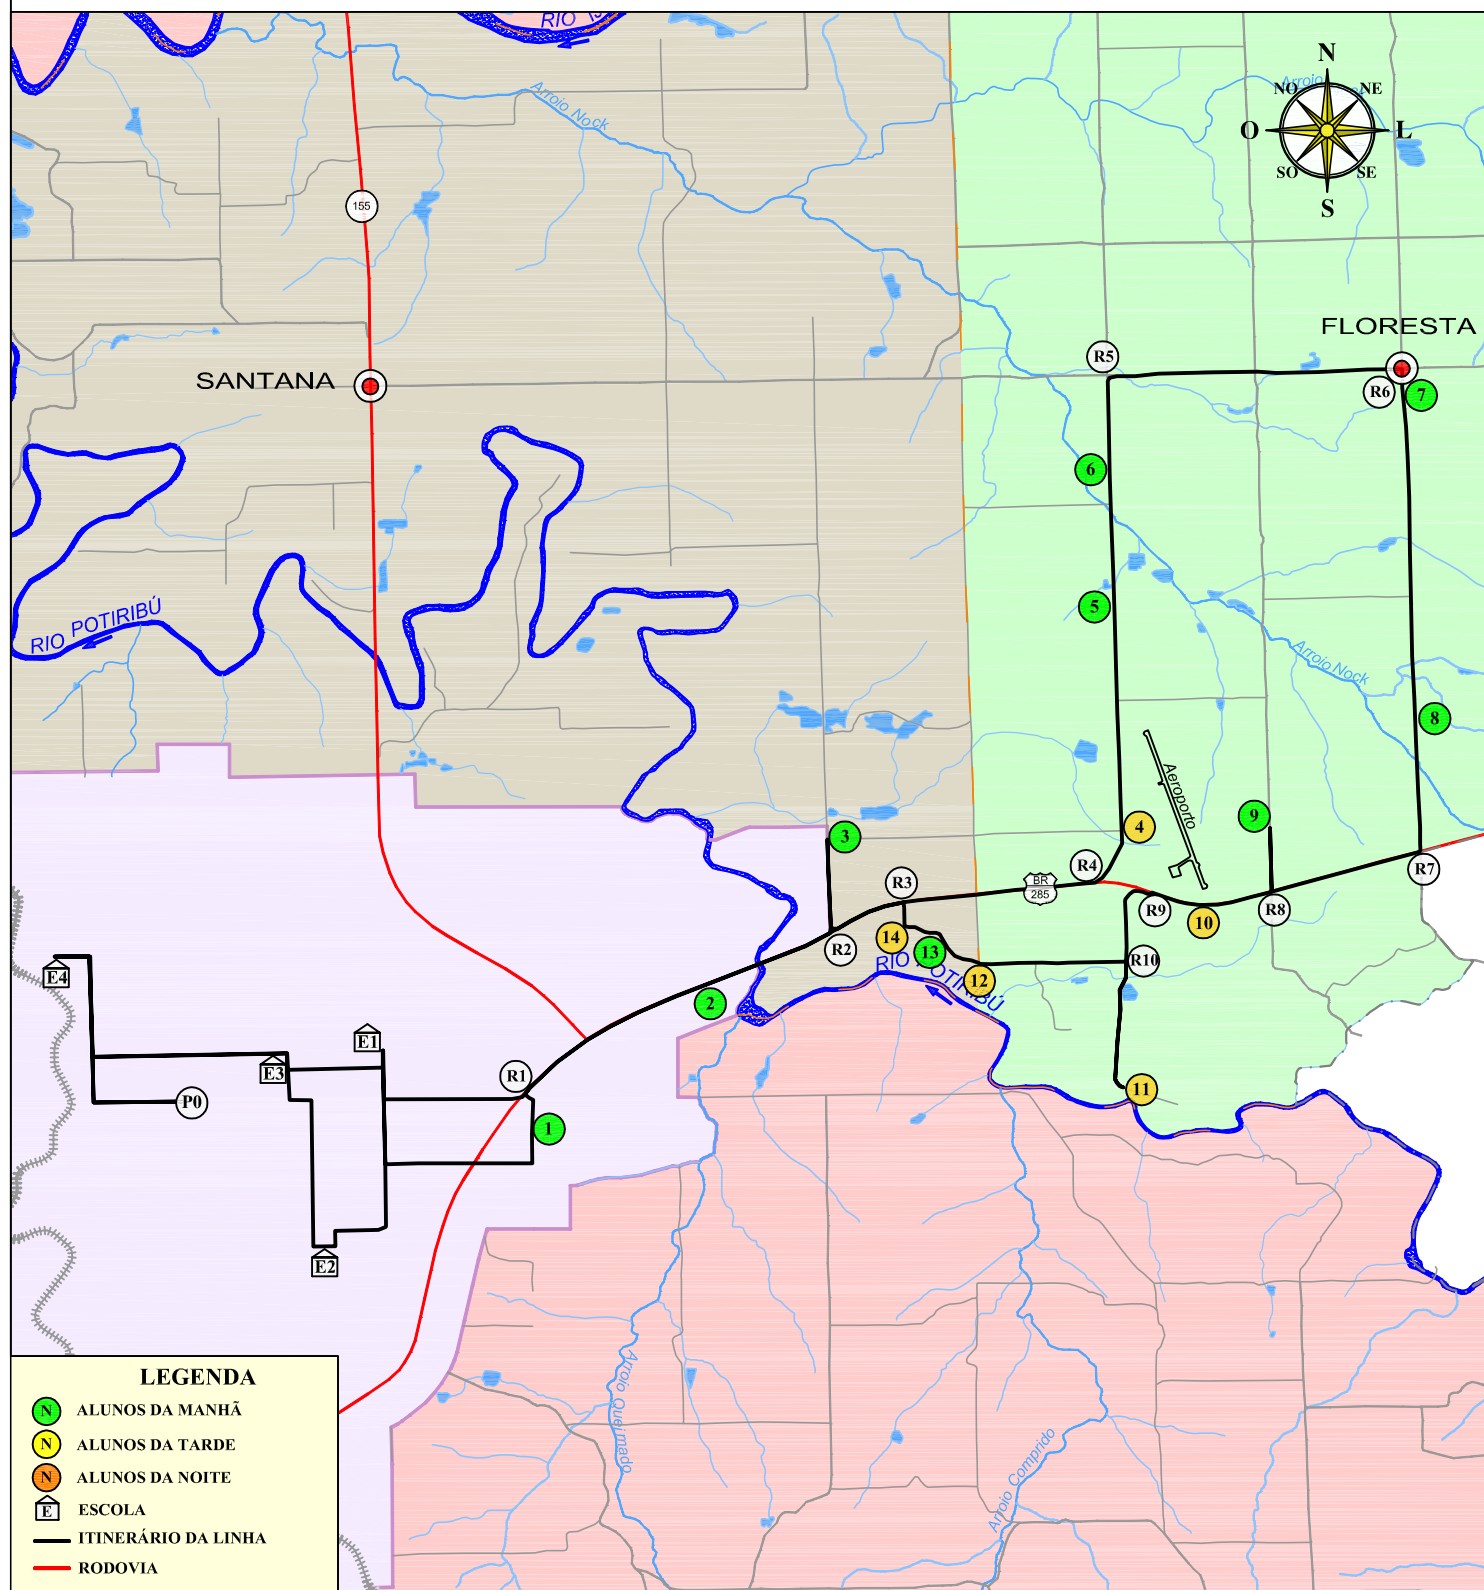 RIO
Arroio Nock
N
NO
Arroio
NE
O
L
SO
SE
S
155
FLORESTA
SANTANA
R5
R6
7
6
5
RIO POTIRIBÚ
Arroio Nock
8
Aeroporto
9
4
3
R4
R7
BR
285
R3
R9
10
R8
14
13
R2
R10
RIO POTIRIBÚ
12
2
E4
E1
E3
R1
P0
11
1
E2
Arroio Queimado
Arroio Comprido
LEGENDA
N ALUNOS DA MANHÃ
N ALUNOS DA TARDE
N ALUNOS DA NOITE
E ESCOLA
ITINERÁRIO DA LINHA
RODOVIA